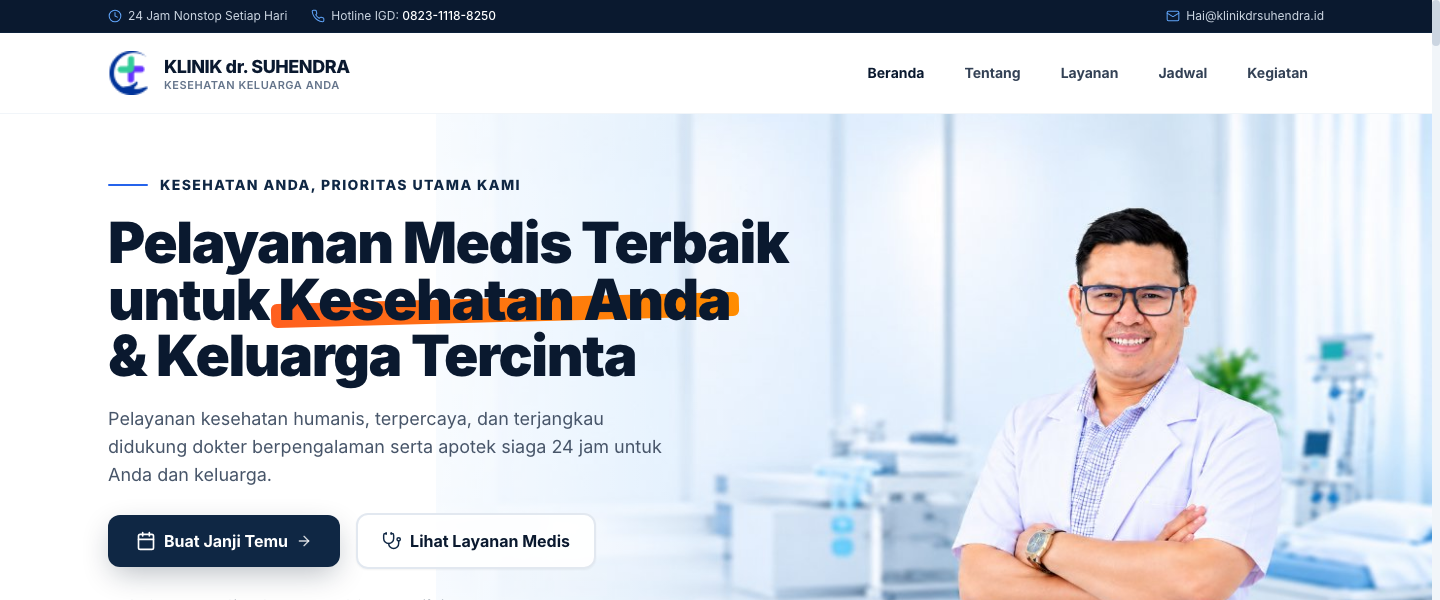 24 Jam Nonstop Setiap Hari
Hotline IGD: 0823-1118-8250
Hai@klinikdrsuhendra.id
KLINIK dr. SUHENDRA
KESEHATAN KELUARGA ANDA
Beranda
Tentang
Layanan
Jadwal
Kegiatan
KESEHATAN ANDA, PRIORITAS UTAMA KAMI
Pelayanan Medis Terbaik
untuk Kesehatan Anda
& Keluarga Tercinta
Pelayanan kesehatan humanis, terpercaya, dan terjangkau
didukung dokter berpengalaman serta apotek siaga 24 jam untuk
Anda dan keluarga.
Buat Janji Temu
Lihat Layanan Medis